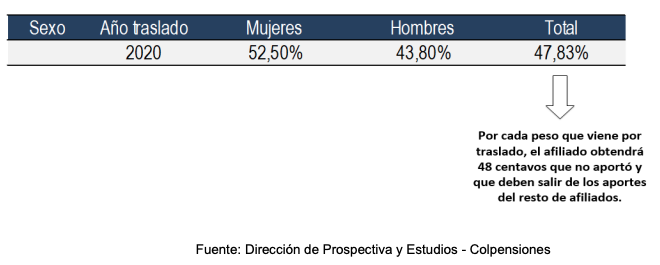 Sexo Año traslado Mujeres Hombres Total
2020 52,50% 43,80% 47,83%
Por cada peso que viene por
traslado, el afiliado obtendrá
48 centavos que no aportó y
que deben salir de los aportes
del resto de afiliados.
Fuente: Dirección de Prospectiva y Estudios - Colpensiones